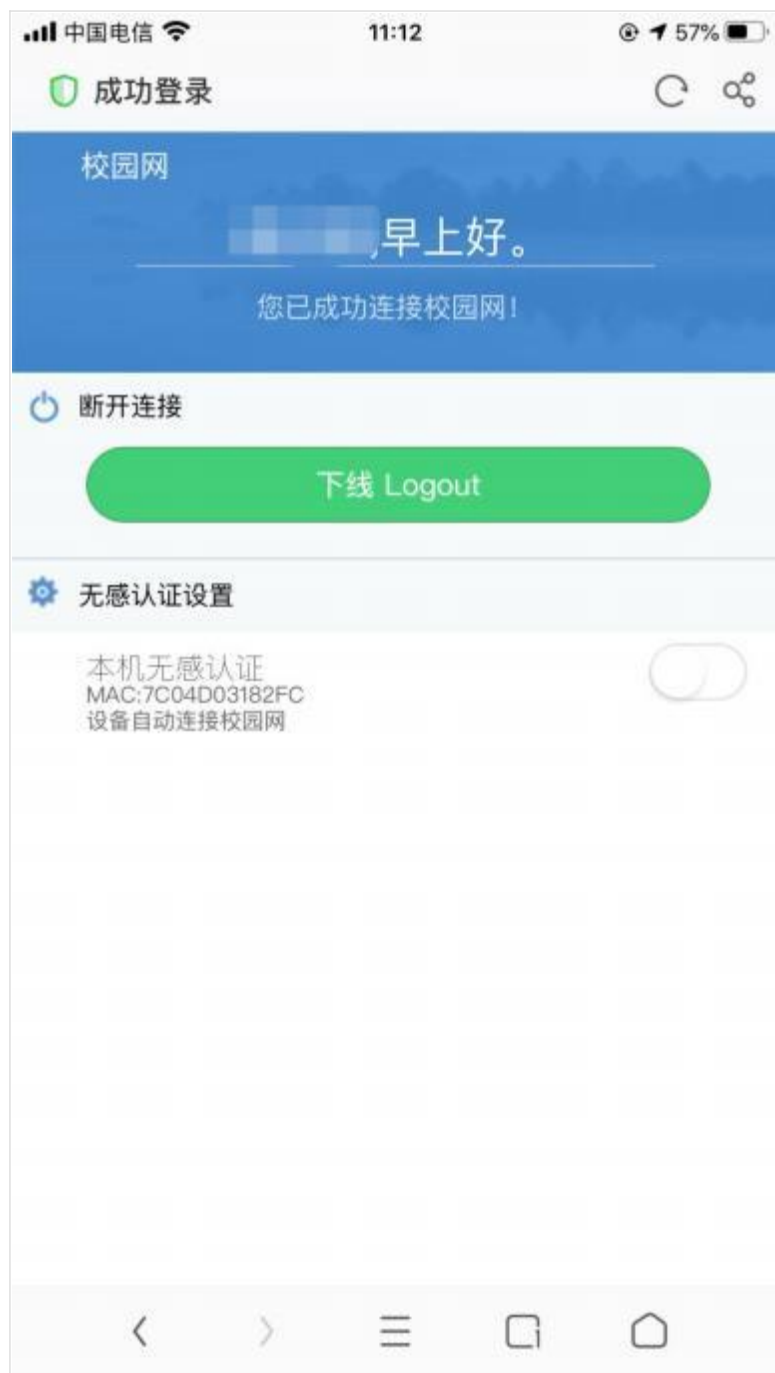 中国电信 11:12 57%
成功登录
校园网
,早上好。
您已成功连接校园网!
断开连接
下线 Logout
无感认证设置
本机无感认证
MAC:7C04D03182FC
设备自动连接校园网